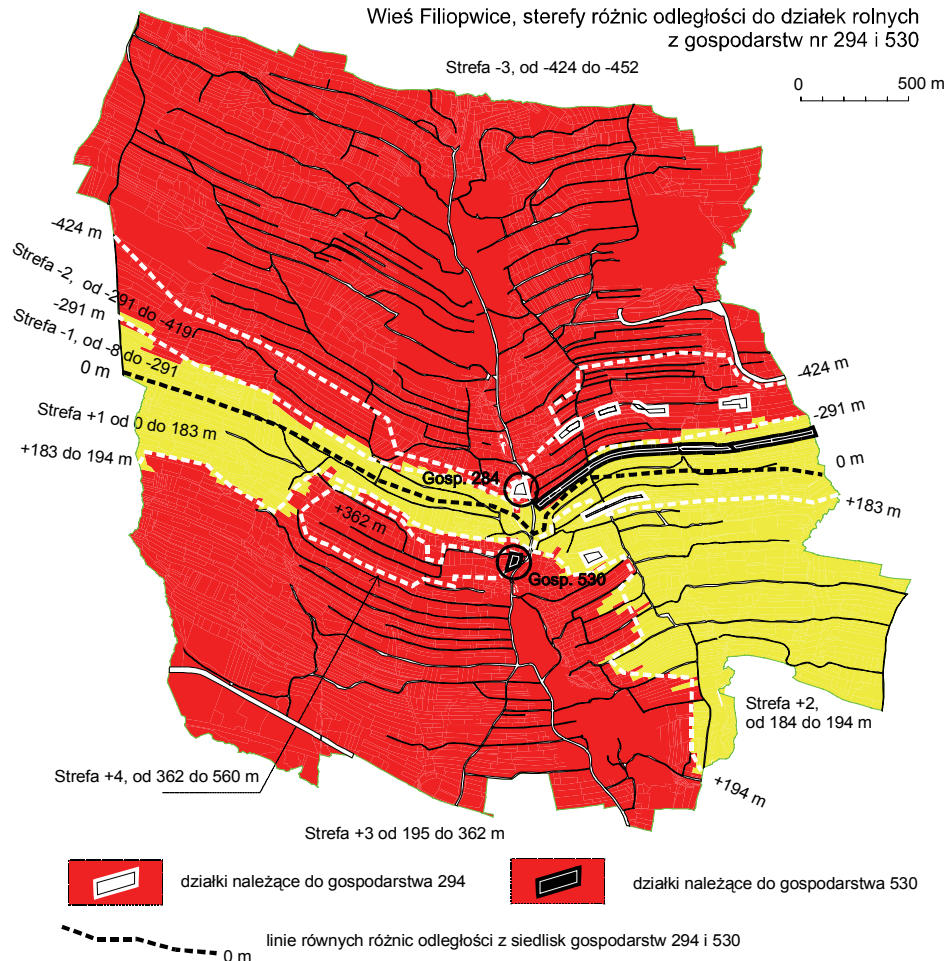 Wieś Filiopwice, sterefy różnic odległości do działek rolnych
z gospodarstw nr 294 i 530
Strefa -3, od -424 do -452
0 500 m
-424 m
Strefa -2, od -291 do -419
-291 m
Strefa -1, od -8 do -291
0 m
Strefa +1 od 0 do 183 m
+183 do 194 m
-424 m
-291 m
0 m
+183 m
Gosp. 284
+362 m
Gosp. 530
Strefa +2,
od 184 do 194 m
Strefa +4, od 362 do 560 m
+194 m
Strefa +3 od 195 do 362 m
działki należące do gospodarstwa 294
działki należące do gospodarstwa 530
linie równych różnic odległości z siedlisk gospodarstw 294 i 530
0 m